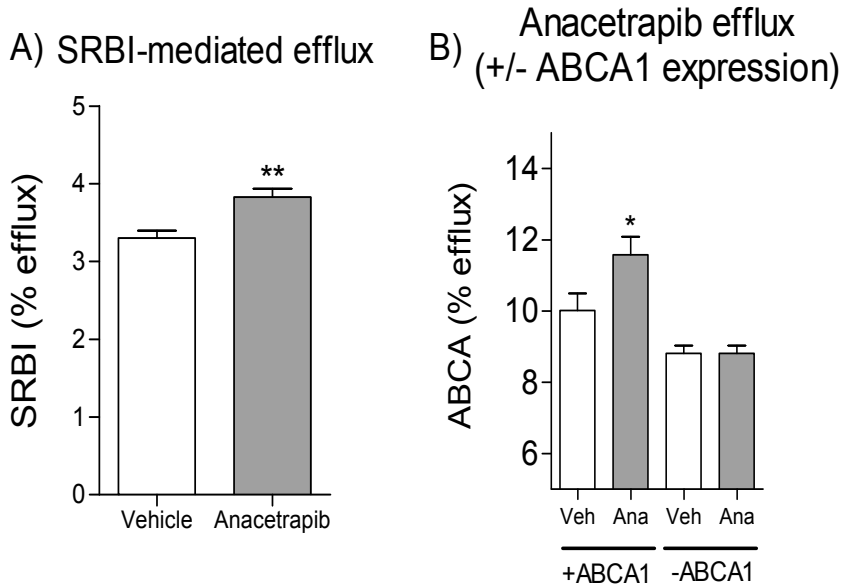 A) SRBI-mediated efflux
SRBI (% efflux)
5
4
3
2
1
0
**
Vehicle Anacetrapib
B) Anacetrapib efflux
(+/- ABCA1 expression)
ABCA (% efflux)
14
12
10
8
6
*
Veh Ana Veh Ana
+ABCA1 -ABCA1